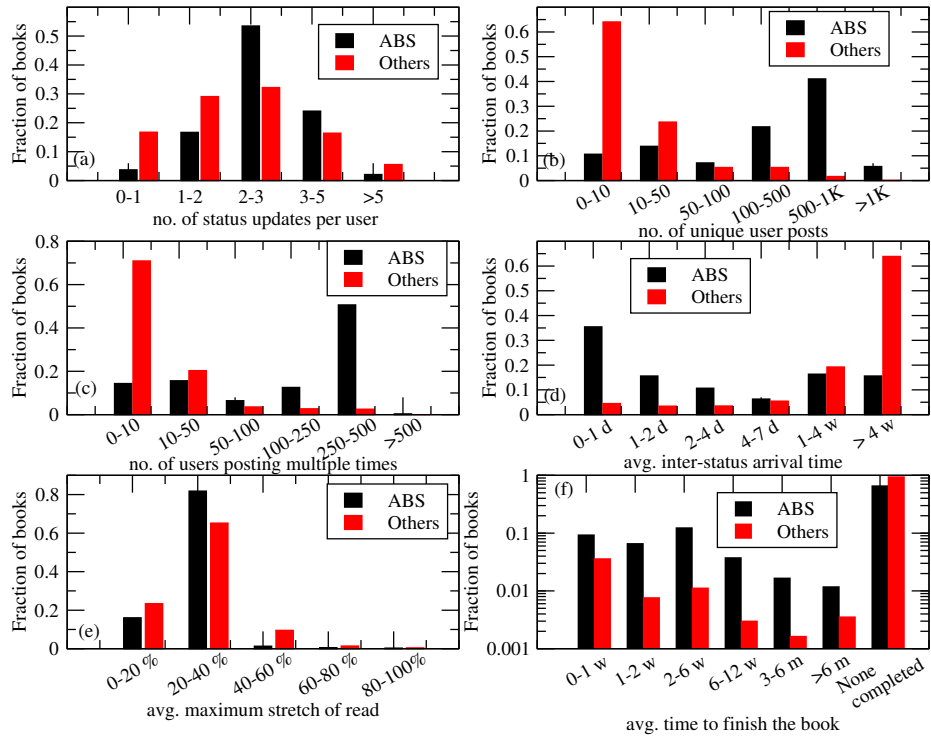 Fraction of books
0.5
0.4
0.3
0.2
0.1
0
(a)
ABS
Others
0-1 1-2 2-3 3-5 >5
no. of status updates per user
Fraction of books
0.6
0.5
0.4
0.3
0.2
0.1
0
(b)
ABS
Others
0-10 10-50 50-100 100-500 500-1K >1K
no. of unique user posts
Fraction of books
0.8
0.6
0.4
0.2
0
(c)
ABS
Others
0-10 10-50 50-100 100-250 250-500 >500
no. of users posting multiple times
Fraction of books
0.6
0.5
0.4
0.3
0.2
0.1
0
(d)
ABS
Others
0-1 d 1-2 d 2-4 d 4-7 d 1-4 w > 4 w
avg. inter-status arrival time
Fraction of books
0.8
0.6
0.4
0.2
0
(e)
ABS
Others
0-20 % 20-40 % 40-60 % 60-80 % 80-100%
avg. maximum stretch of read
Fraction of books
1
0.1
0.01
0.001
(f)
ABS
Others
0-1 w 1-2 w 2-6 w 6-12 w 3-6 m >6 m None completed
avg. time to finish the book